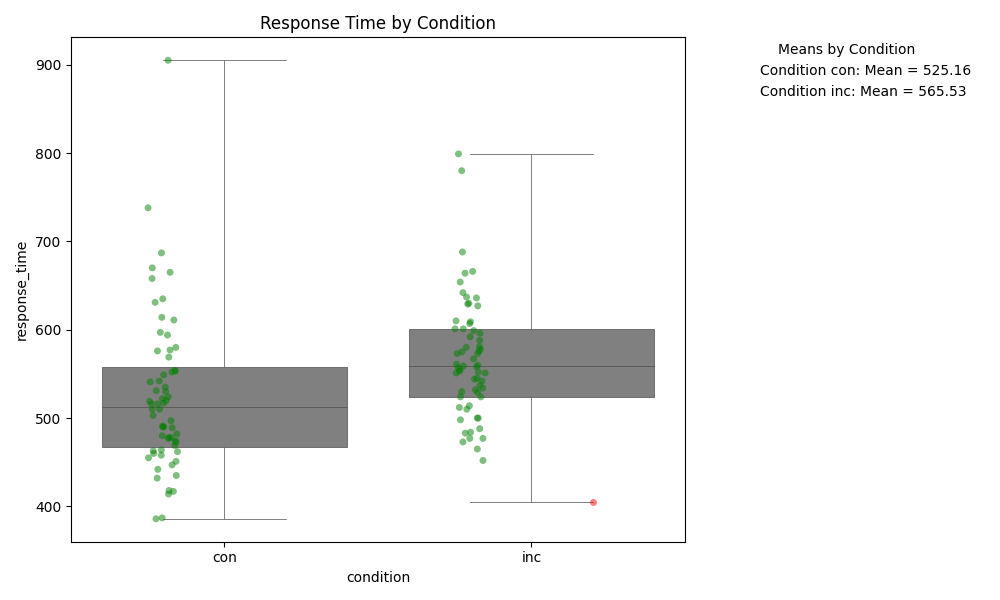 Response Time by Condition
Means by Condition
Condition con: Mean = 525.16
Condition inc: Mean = 565.53
response_time
900
800
700
600
500
400
con
inc
condition